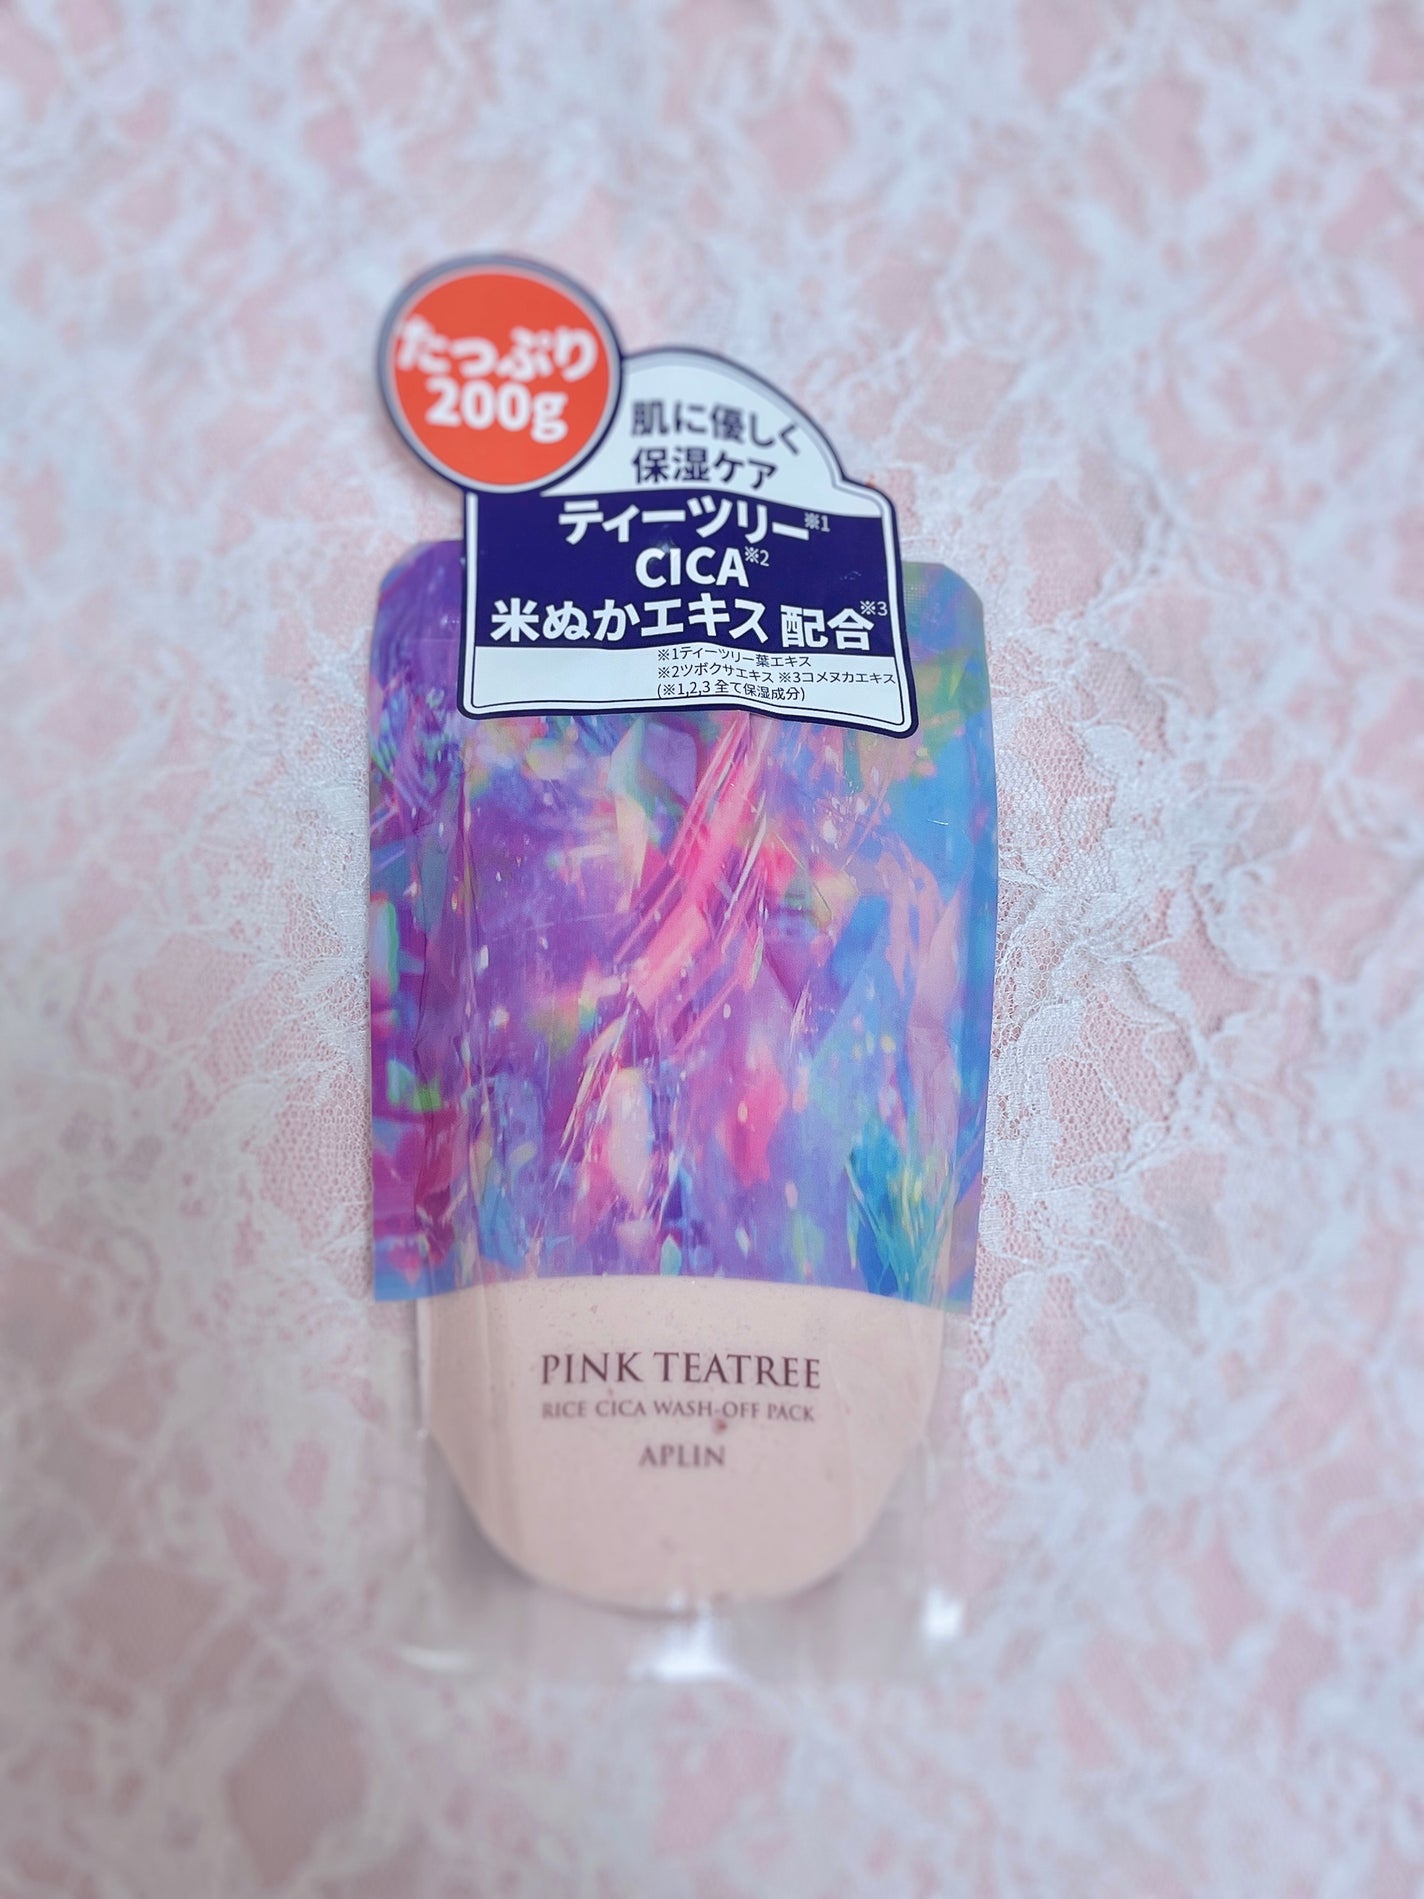 たっぷり
200g
肌に優しく
保湿ケア
ティーツリー※1
CICA※2
米ぬかエキス 配合※3
※1ティーツリー葉エキス
※2ツボクサエキス ※3コメヌカエキス
(※1,2,3 全て保湿成分)
PINK TEATREE
RICE CICA WASH-OFF PACK
APLIN